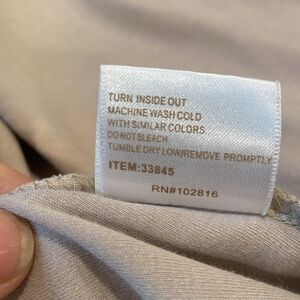 TURN INSIDE OUT
MACHINE WASH COLD
WITH SIMILAR COLORS
DO NOT BLEACH
TUMBLE DRY LOW/REMOVE PROMPTLY
ITEM:33845
RN#102816